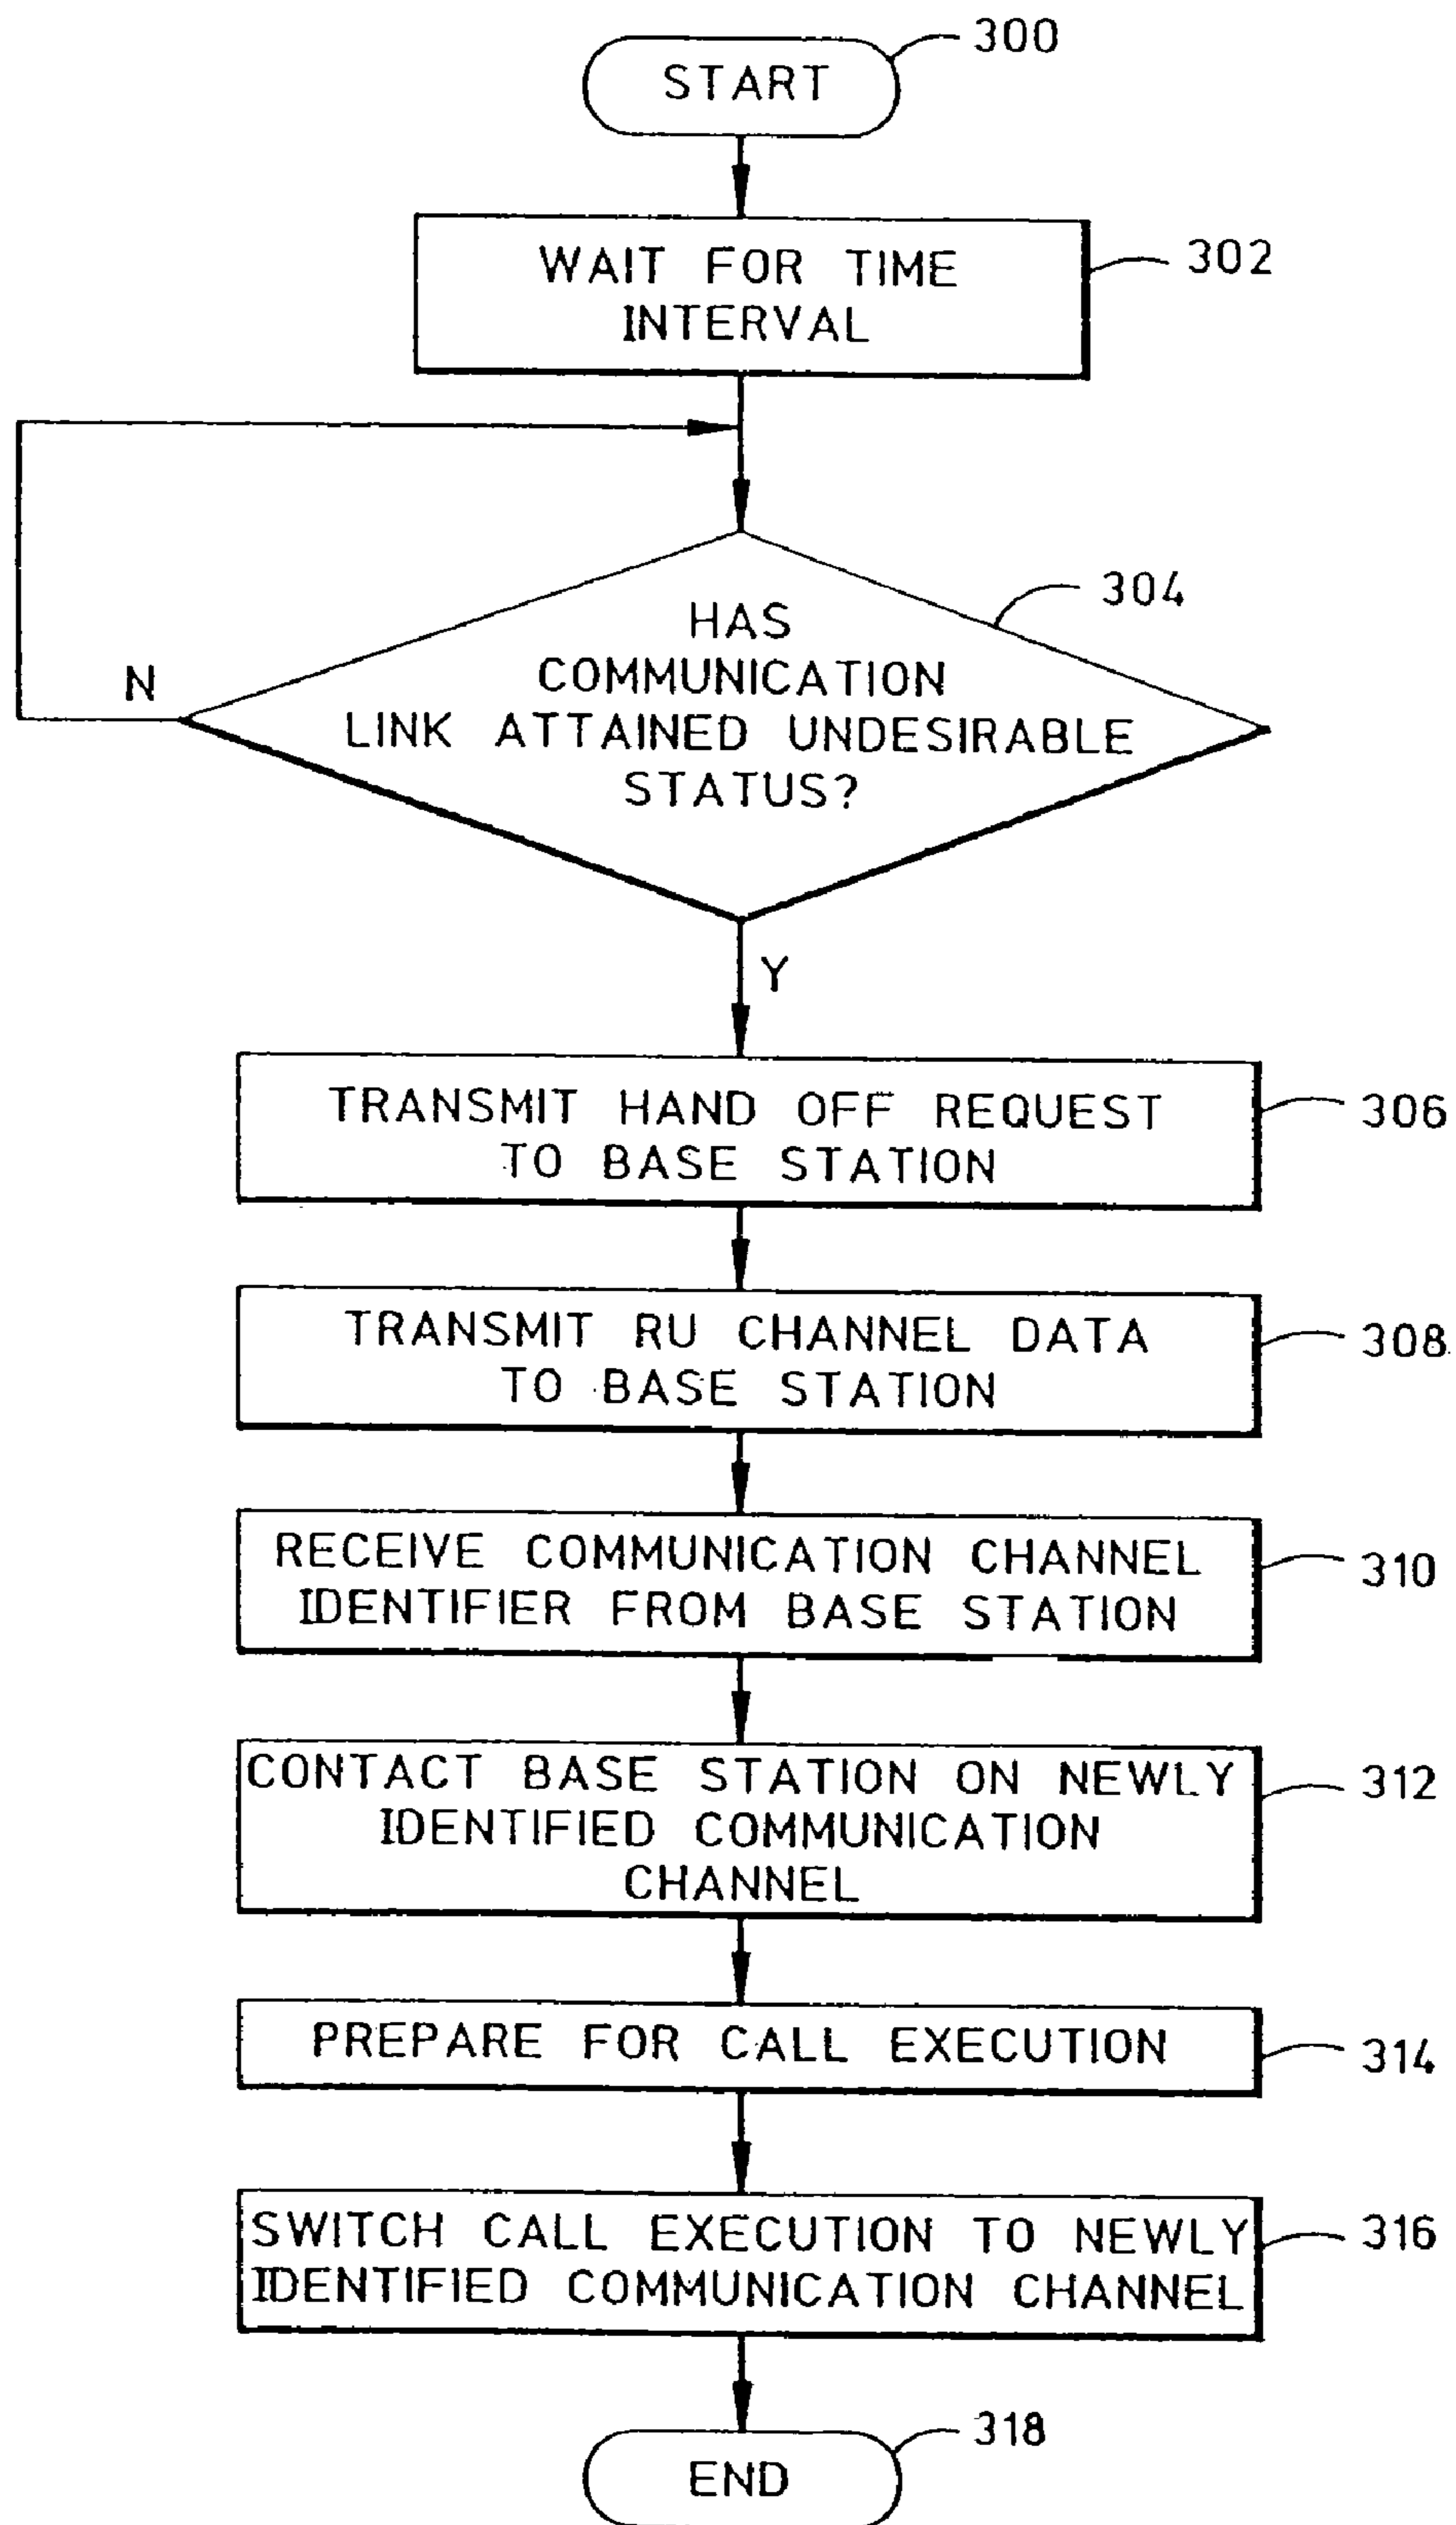 300
START
302
WAIT FOR TIME
INTERVAL
304
HAS
COMMUNICATION
LINK ATTAINED UNDESIRABLE
STATUS?
N
Y
306
TRANSMIT HAND OFF REQUEST
TO BASE STATION
308
TRANSMIT RU CHANNEL DATA
TO BASE STATION
310
RECEIVE COMMUNICATION CHANNEL
IDENTIFIER FROM BASE STATION
312
CONTACT BASE STATION ON NEWLY
IDENTIFIED COMMUNICATION
CHANNEL
314
PREPARE FOR CALL EXECUTION
316
SWITCH CALL EXECUTION TO NEWLY
IDENTIFIED COMMUNICATION CHANNEL
318
END